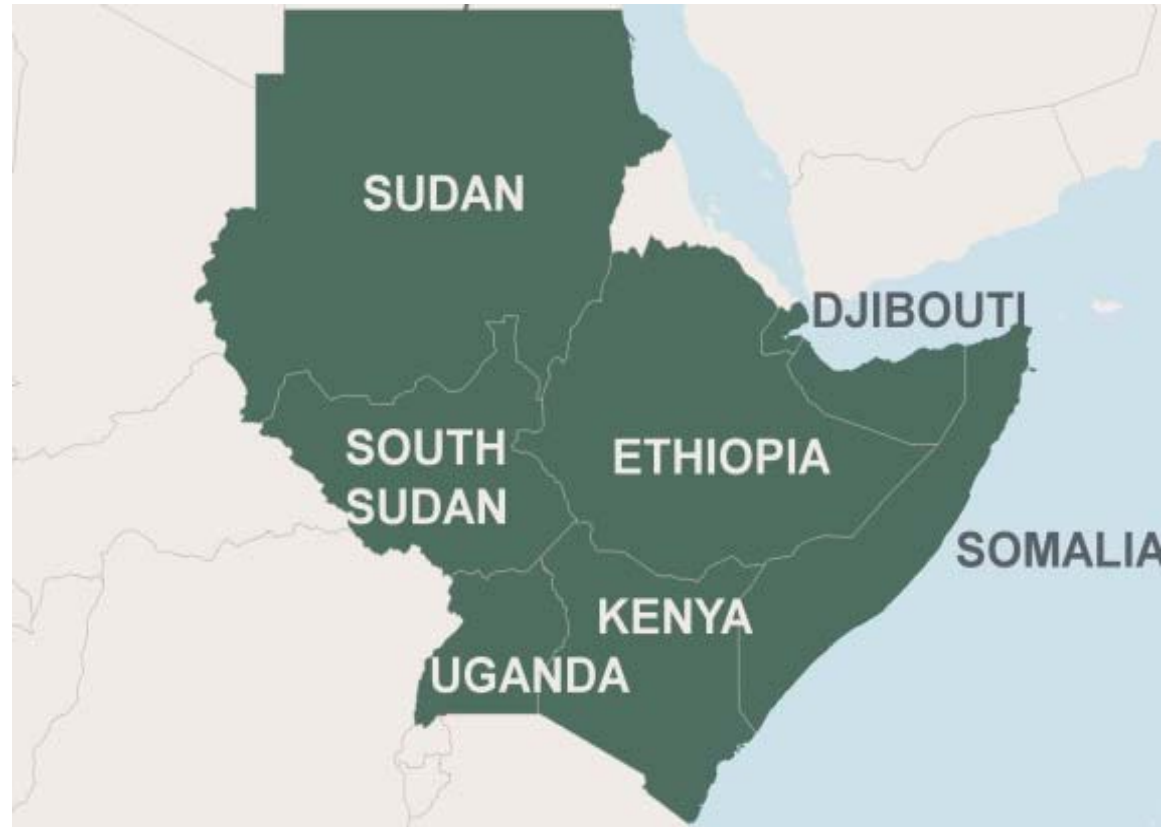 SUDAN
DJIBOUTI
SOUTH
SUDAN
ETHIOPIA
SOMALIA
KENYA
UGANDA